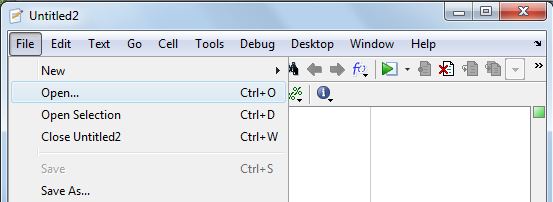 Untitled2
File Edit Text Go Cell Tools Debug Desktop Window Help
New
Open... Ctrl+O
Open Selection Ctrl+D
Close Untitled2 Ctrl+W
Save Ctrl+S
Save As...